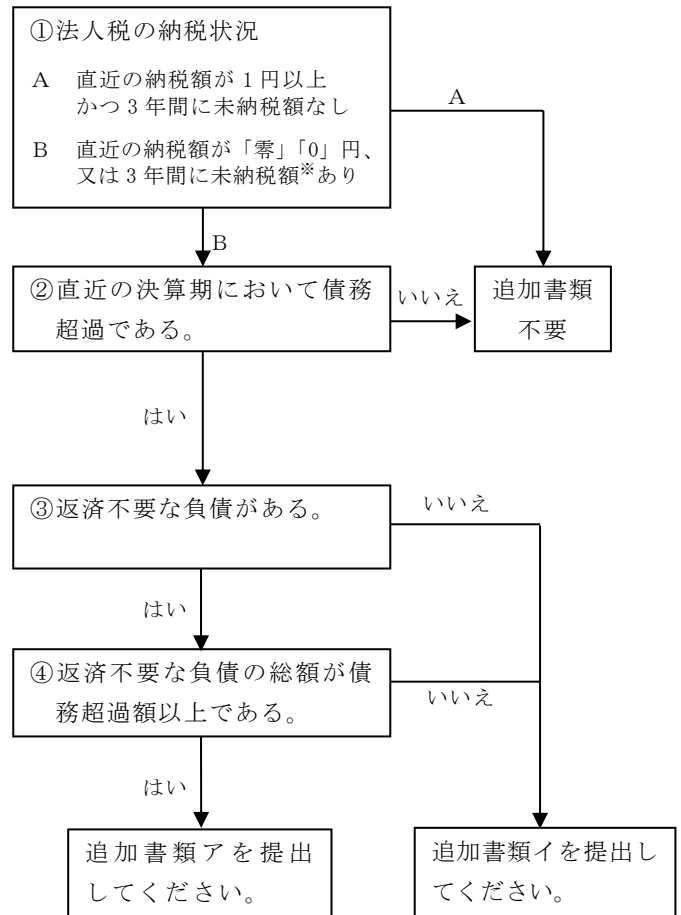 ①法人税の納税状況
A 直近の納税額が1円以上
かつ3年間に未納税額なし
B 直近の納税額が「零」「0」円、
又は3年間に未納税額※あり
A
B
②直近の決算期において債務
超過である。
いいえ
追加書類
不要
はい
③返済不要な負債がある。
いいえ
はい
④返済不要な負債の総額が債
務超過額以上である。
いいえ
はい
追加書類アを提出
してください。
追加書類イを提出し
てください。